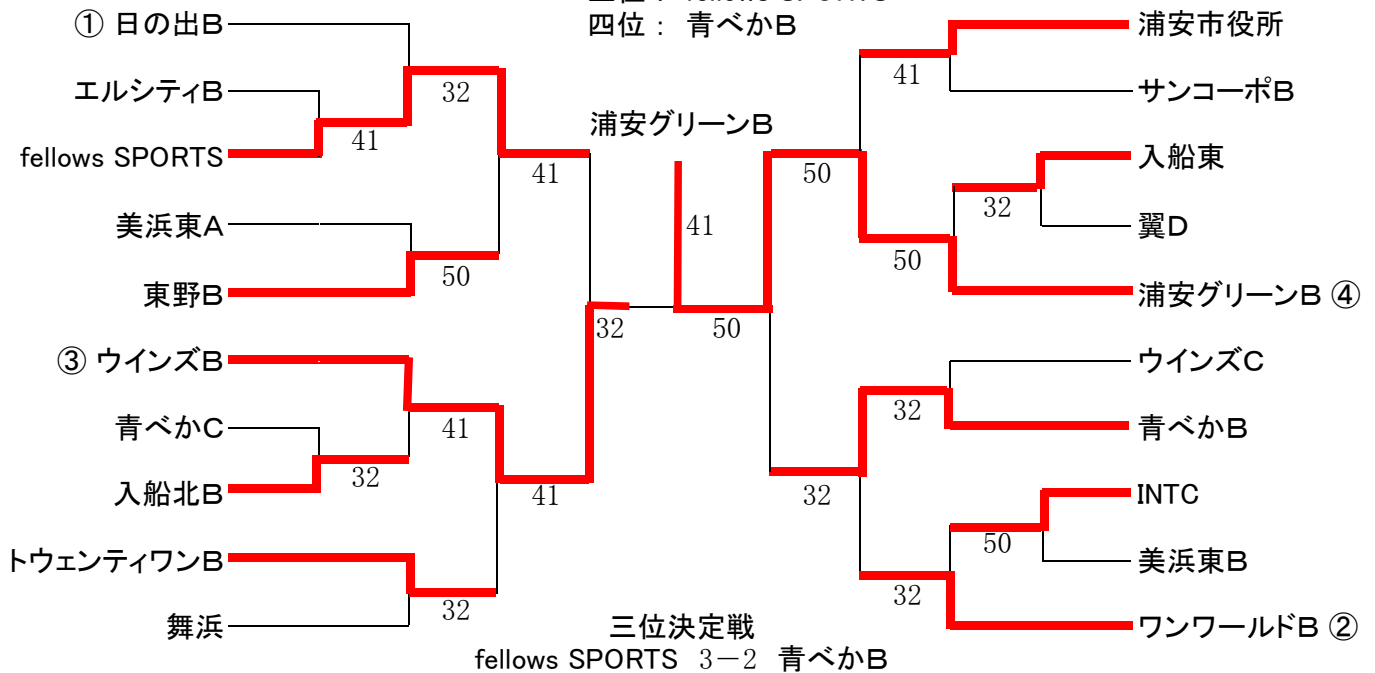 三位： fellows SPORTS
四位： 青べかB
① 日の出B
エルシティB
fellows SPORTS
美浜東A
東野B
③ ウインズB
青べかC
入船北B
トウェンティワンB
舞浜
32
41
41
50
41
32
41
32
32
浦安グリーンB
41
50
41
50
32
50
32
32
50
32
浦安市役所
サンコーポB
入船東
翼D
浦安グリーンB ④
ウインズC
青べかB
INTC
美浜東B
ワンワールドB ②
三位決定戦
fellows SPORTS 3－2 青べかB